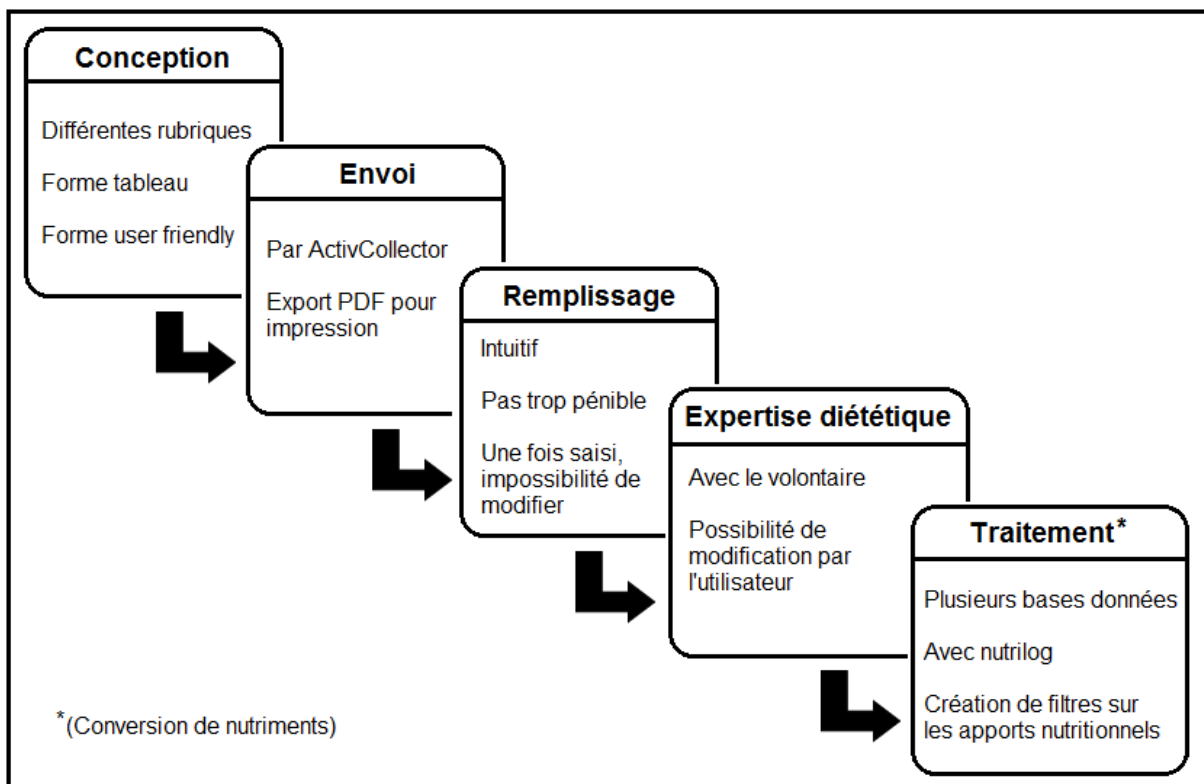 Conception
Différentes rubriques
Forme tableau
Forme user friendly
Envoi
Par ActivCollector
Export PDF pour
impression
Remplissage
Intuitif
Pas trop pénible
Une fois saisi,
impossibilité de
modifier
Expertise diététique
Avec le volontaire
Possibilité de
modification par
l'utilisateur
Traitement*
Plusieurs bases données
Avec nutrilog
Création de filtres sur
les apports nutritionnels
*(Conversion de nutriments)